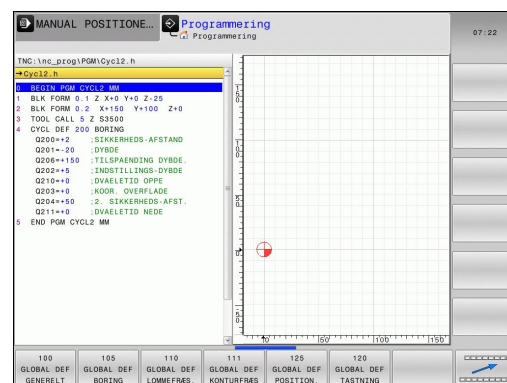 MANUAL POSITIONE...
Programmering
Programmering
07:22
TNC:\nc_prog\PGM\Cycl2.h
→Cycl2.h
0 BEGIN PGM CYCL2 MM
1 BLK FORM 0.1 Z X+0 Y+0 Z-25
2 BLK FORM 0.2 X+150 Y+100 Z+0
3 TOOL CALL 5 Z S3500
4 CYCL DEF 200 BORING
Q200=+2 ;SIKKERHEDS-AFSTAND
Q201=-20 ;DYBDE
Q206=+150 ;TILSPAENDING DYBDE.
Q202=+5 ;INDSTILLINGS-DYBDE
Q210=+0 ;DVAELETID OPPE
Q203=+0 ;KOOR. OVERFLADE
Q204=+50 ;2. SIKKERHEDS-AFST.
Q211=+0 ;DVAELETID NEDE
5 END PGM CYCL2 MM
150
100
50
0
-50
0 50 100 150
100 105 110 111 125 120
GLOBAL DEF GLOBAL DEF GLOBAL DEF GLOBAL DEF GLOBAL DEF GLOBAL DEF
GENERELT BORING LOMMEFRÆS. KONTURFRÆS POSITION. TASTNING